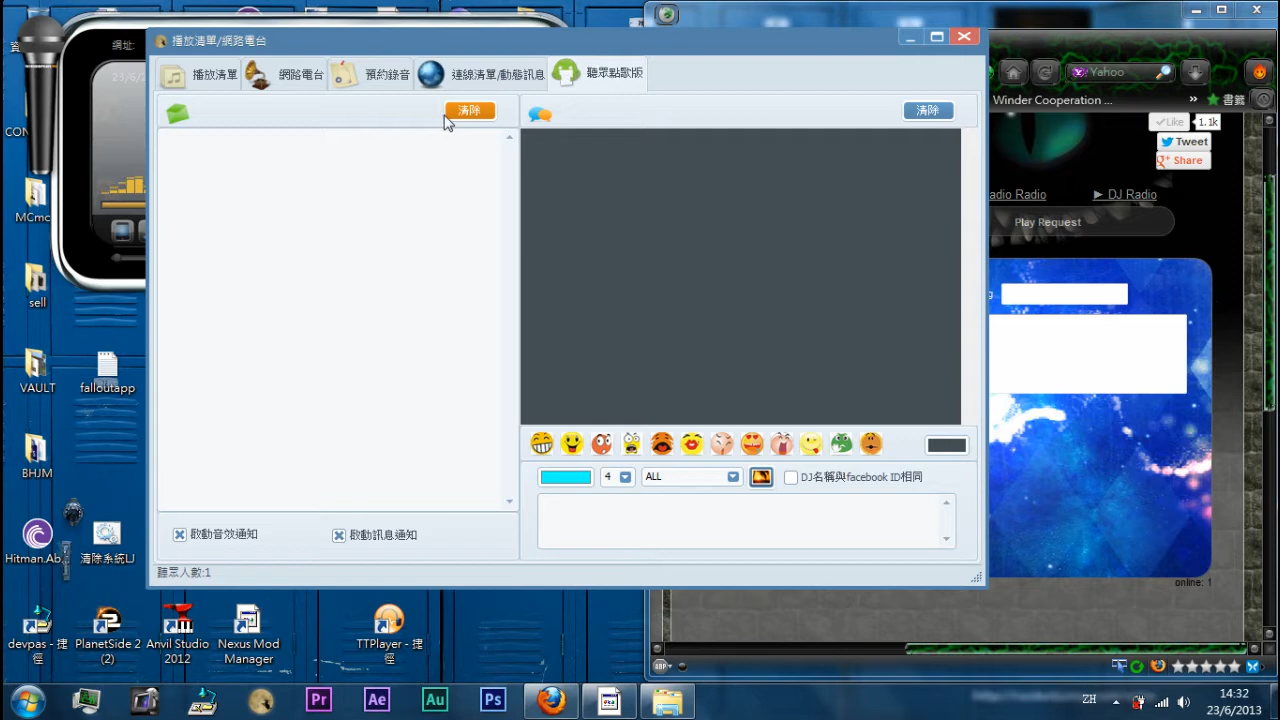 播放清單/網路電台
網址:
23/6/1
播放清單
網路電台
預約錄音
連線清單/動態訊息
聽眾點歌版
清除
清除
4
ALL
DJ名稱與facebook ID相同
啟動音效通知
啟動訊息通知
聽眾人數:1
Yahoo
Winder Cooperation ...
»
書籤
Like
1.1k
Tweet
Share
adio Radio
► DJ Radio
Play Request
g
online: 1
ABP
CON
MCmc
sell
VAULT
falloutapp
BHJM
Hitman.Ab
清除系統LJ
devpas - 捷
徑
PlanetSide 2
(2)
Anvil Studio
2012
Nexus Mod
Manager
TTPlayer - 捷
徑
Pr
Ae
Au
Ps
ZH
14:32
23/6/2013